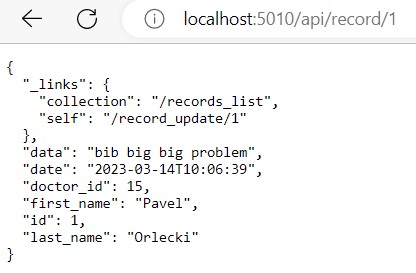 localhost:5010/api/record/1
{
  "_links": {
    "collection": "/records_list",
    "self": "/record_update/1"
  },
  "data": "bib big big problem",
  "date": "2023-03-14T10:06:39",
  "doctor_id": 15,
  "first_name": "Pavel",
  "id": 1,
  "last_name": "Orlecki"
}